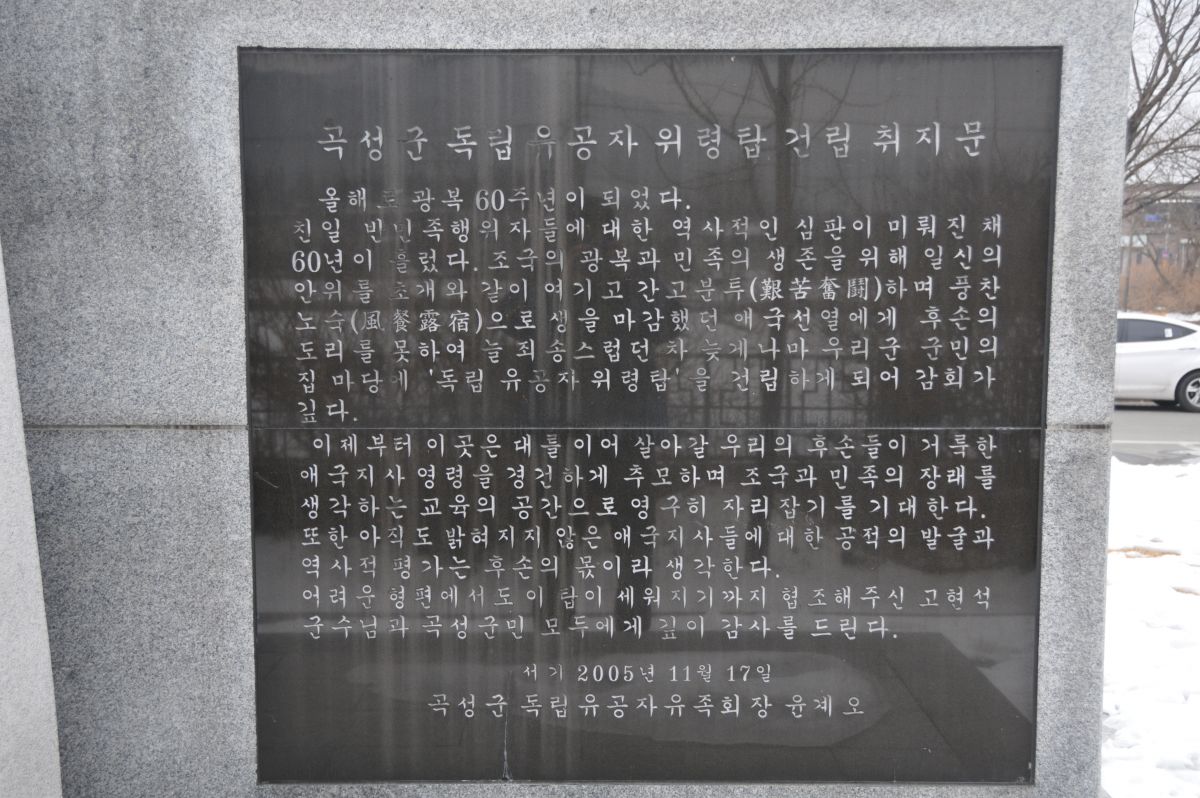 곡성군 독립유공자 위령탑 건립 취지문
올해로 광복 60주년이 되었다.
친일 반민족행위자들에 대한 역사적인 심판이 미뤄진 채
60년이 흘렀다. 조국의 광복과 민족의 생존을 위해 일신의
안위를 초개와 같이 여기고 간고분투(艱苦奮鬪)하며 풍찬
노숙(風餐露宿)으로 생을 마감했던 애국선열에게 후손의
도리를 못하여 늘 죄송스럽던 차 늦게나마 우리군 군민의
집 마당에 '독립 유공자 위령탑'을 건립하게 되어 감회가
깊다.
이제부터 이곳은 대를 이어 살아갈 우리의 후손들이 거룩한
애국지사 영령을 경건하게 추모하며 조국과 민족의 장래를
생각하는 교육의 공간으로 영구히 자리잡기를 기대한다.
또한 아직도 밝혀지지 않은 애국지사들에 대한 공적의 발굴과
역사적 평가는 후손의 몫이라 생각한다.
어려운 형편에서도 이 탑이 세워지기까지 협조해주신 고현석
군수님과 곡성군민 모두에게 깊이 감사를 드린다.
서기 2005년 11월 17일
곡성군 독립유공자유족회장 윤계오